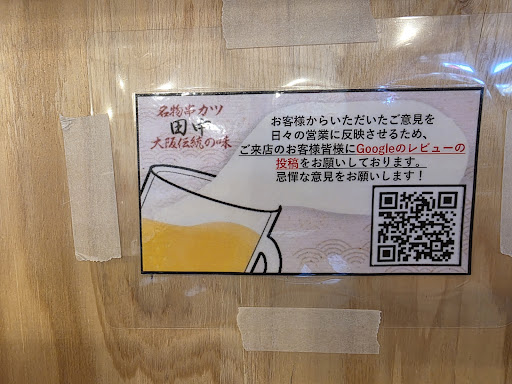 名物串カツ
田中
大阪伝統の味
お客様からいただいたご意見を
日々の営業に反映させるため、
ご来店のお客様皆様にGoogleのレビューの
投稿をお願いしております。
忌憚な意見をお願いします！